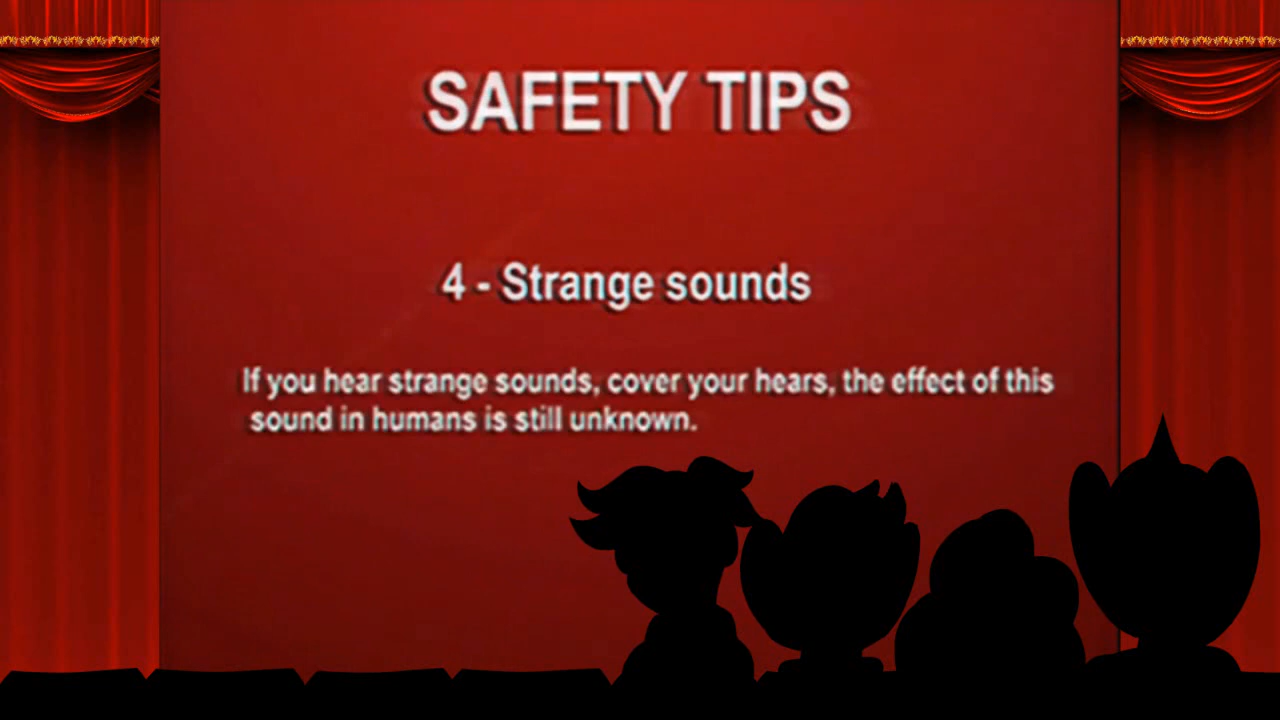 SAFETY TIPS
4 - Strange sounds
If you hear strange sounds, cover your hears, the effect of this
sound in humans is still unknown.